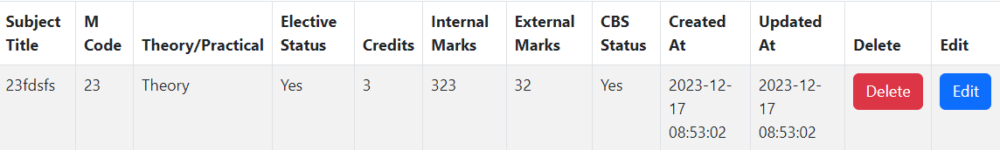 Subject Title | M Code | Theory/Practical | Elective Status | Credits | Internal Marks | External Marks | CBS Status | Created At | Updated At | Delete | Edit
23fdsfs | 23 | Theory | Yes | 3 | 323 | 32 | Yes | 2023-12-17 08:53:02 | 2023-12-17 08:53:02 | Delete | Edit